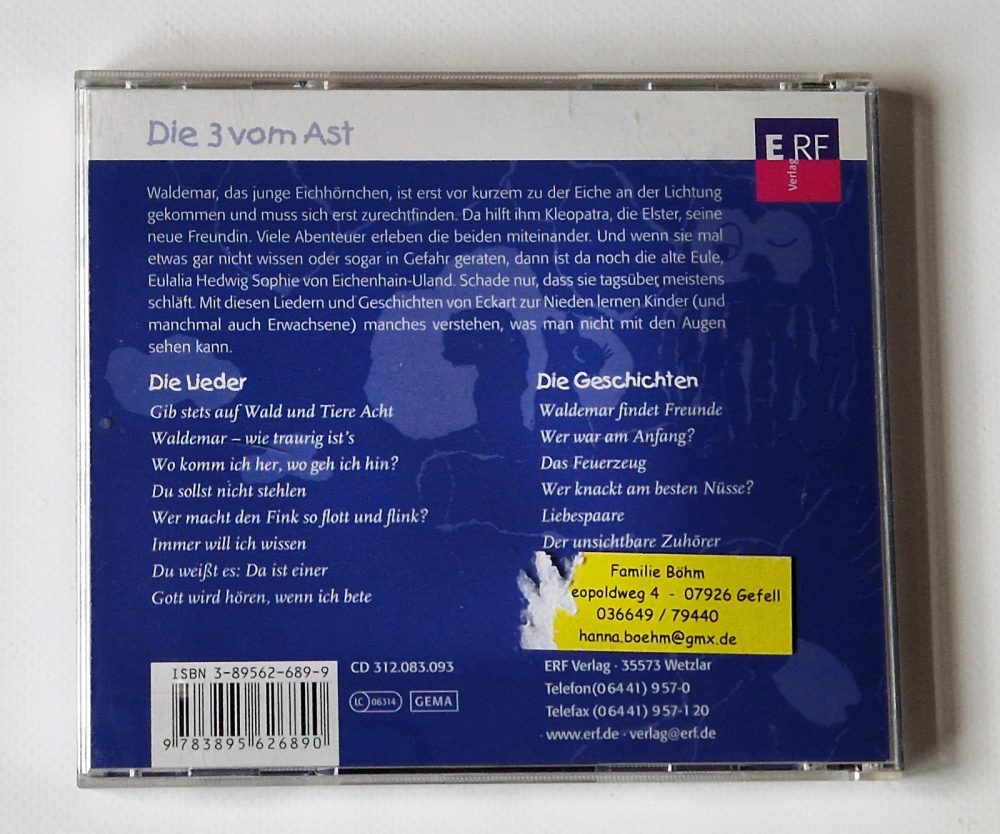 Die 3 vom Ast
E RF
Verlag
Waldemar, das junge Eichhörnchen, ist erst vor kurzem zu der Eiche an der Lichtung
gekommen und muss sich erst zurechtfinden. Da hilft ihm Kleopatra, die Elster, seine
neue Freundin. Viele Abenteuer erleben die beiden miteinander. Und wenn sie mal
etwas gar nicht wissen oder sogar in Gefahr geraten, dann ist da noch die alte Eule,
Eulalia Hedwig Sophie von Eichenhain-Uland. Schade nur, dass sie tagsüber meistens
schläft. Mit diesen Liedern und Geschichten von Eckart zur Nieden lernen Kinder (und
manchmal auch Erwachsene) manches verstehen, was man nicht mit den Augen
sehen kann.
Die Lieder
Gib stets auf Wald und Tiere Acht
Waldemar – wie traurig ist's
Wo komm ich her, wo geh ich hin?
Du sollst nicht stehlen
Wer macht den Fink so flott und flink?
Immer will ich wissen
Du weißt es: Da ist einer
Gott wird hören, wenn ich bete
Die Geschichten
Waldemar findet Freunde
Wer war am Anfang?
Das Feuerzeug
Wer knackt am besten Nüsse?
Liebespaare
Der unsichtbare Zuhörer
Familie Böhm
eopoldweg 4 - 07926 Gefell
036649 / 79440
hanna.boehm@gmx.de
ISBN 3-89562-689-9
9 783895 626890
CD 312.083.093
LC 06314 GEMA
ERF Verlag · 35573 Wetzlar
Telefon (0 64 41) 9 57-0
Telefax (0 64 41) 9 57-1 20
www.erf.de · verlag@erf.de